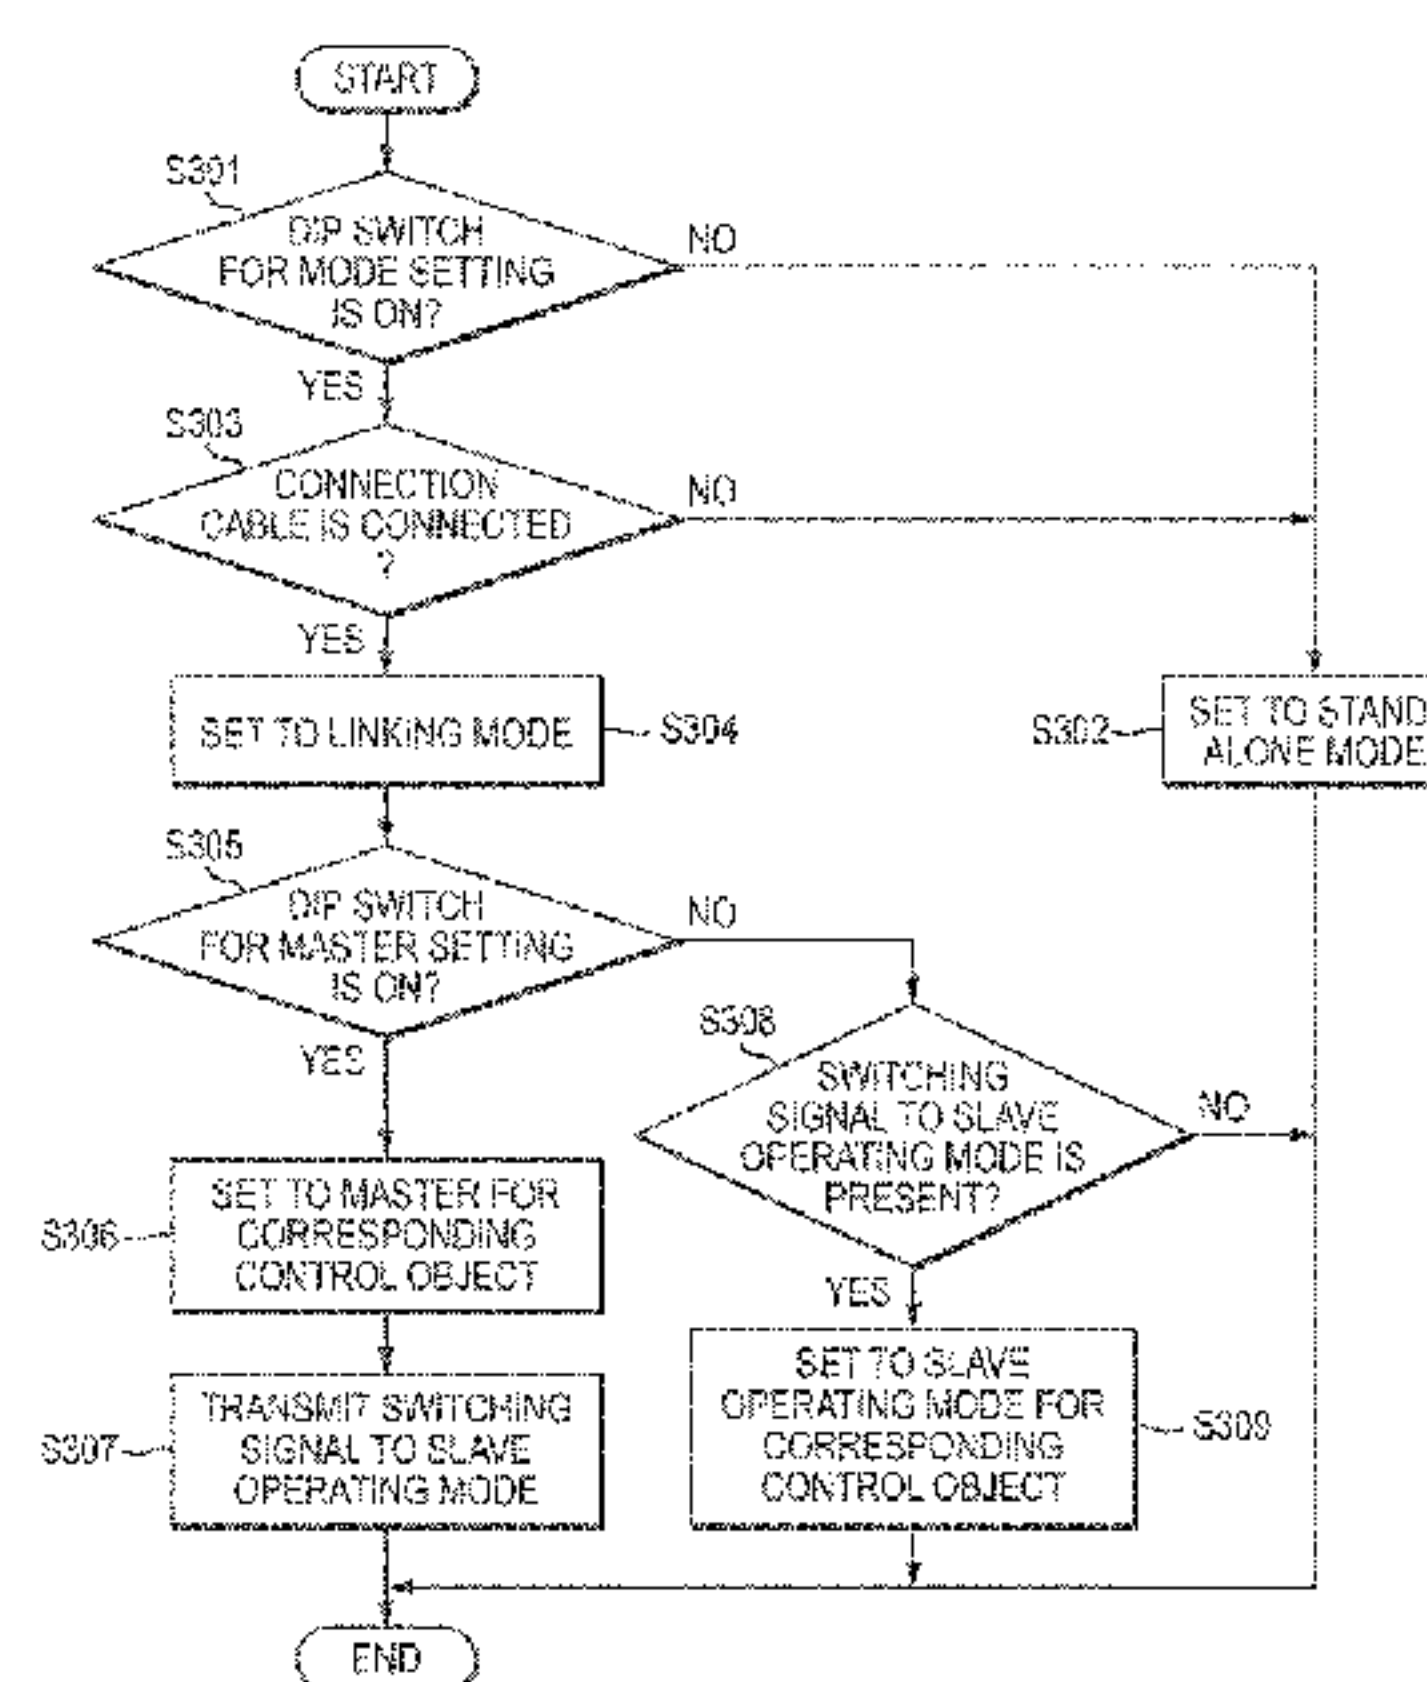 START
S301
DIP SWITCH
FOR MODE SETTING
IS ON?
NO
YES
S303
CONNECTION
CABLE IS CONNECTED
?
NO
YES
SET TO LINKING MODE
S304
S302
SET TO STAND
ALONE MODE
S305
DIP SWITCH
FOR MASTER SETTING
IS ON?
NO
YES
S308
SWITCHING
SIGNAL TO SLAVE
OPERATING MODE IS
PRESENT?
NO
YES
S306
SET TO MASTER FOR
CORRESPONDING
CONTROL OBJECT
S307
TRANSMIT SWITCHING
SIGNAL TO SLAVE
OPERATING MODE
SET TO SLAVE
OPERATING MODE FOR
CORRESPONDING
CONTROL OBJECT
S309
END